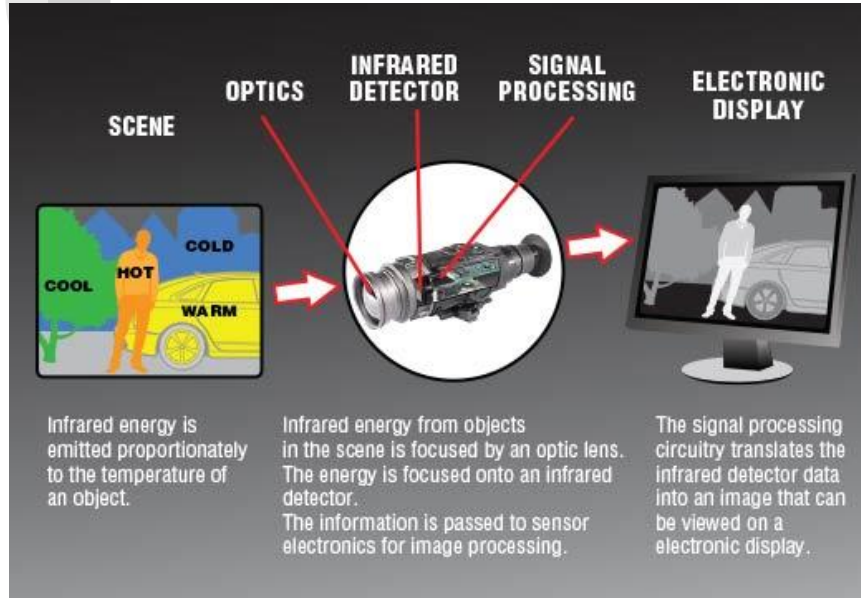 SCENE
OPTICS
INFRARED
DETECTOR
SIGNAL
PROCESSING
ELECTRONIC
DISPLAY
COOL
HOT
COLD
WARM
Infrared energy is
emitted proportionately
to the temperature of
an object.
Infrared energy from objects
in the scene is focused by an optic lens.
The energy is focused onto an infrared
detector.
The information is passed to sensor
electronics for image processing.
The signal processing
circuitry translates the
infrared detector data
into an image that can
be viewed on a
electronic display.